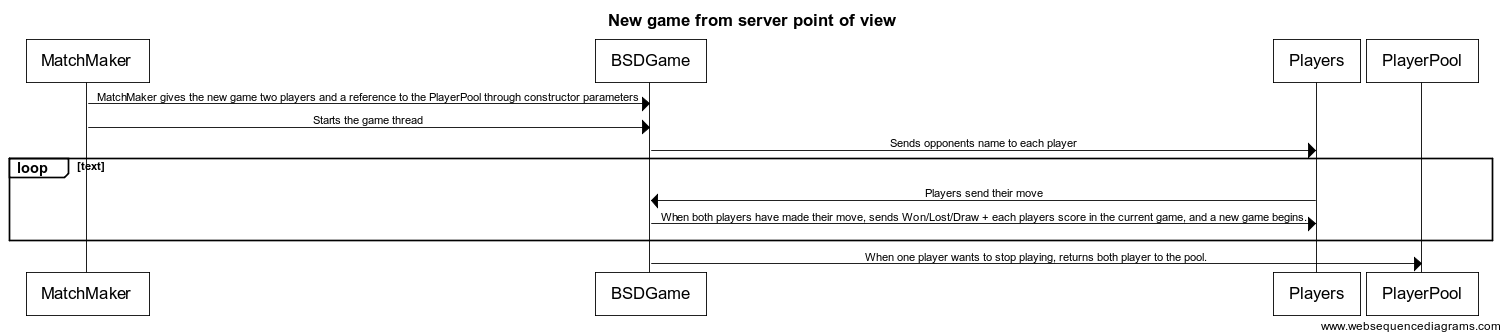 New game from server point of view
MatchMaker BSDGame Players PlayerPool
MatchMaker gives the new game two players and a reference to the PlayerPool through constructor parameters
Starts the game thread
Sends opponents name to each player
loop [text]
Players send their move
When both players have made their move, sends Won/Lost/Draw + each players score in the current game, and a new game begins.
When one player wants to stop playing, returns both player to the pool.
MatchMaker BSDGame Players PlayerPool
www.websequencediagrams.com